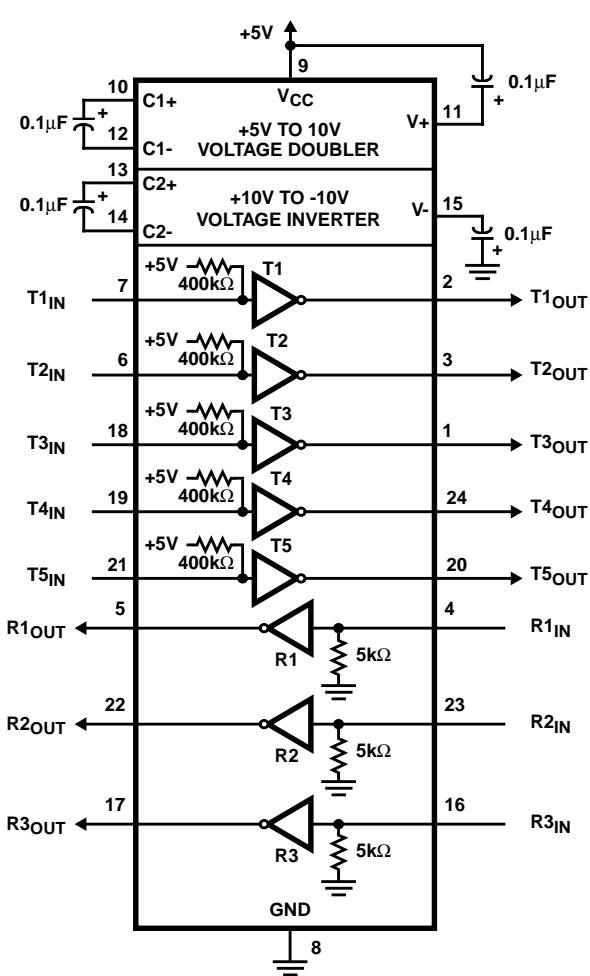 +5V
9
10
C1+
VCC
0.1µF
+
0.1µF
+
11
V+
12
C1-
+5V TO 10V
VOLTAGE DOUBLER
13
C2+
0.1µF
+
14
C2-
+10V TO -10V
VOLTAGE INVERTER
V-
15
0.1µF
+
+5V
400kΩ
T1
T1IN
7
2
T1OUT
+5V
400kΩ
T2
T2IN
6
3
T2OUT
+5V
400kΩ
T3
T3IN
18
1
T3OUT
+5V
400kΩ
T4
T4IN
19
24
T4OUT
+5V
400kΩ
T5
T5IN
21
20
T5OUT
R1OUT
5
4
R1IN
R1
5kΩ
R2OUT
22
23
R2IN
R2
5kΩ
R3OUT
17
16
R3IN
R3
5kΩ
GND
8